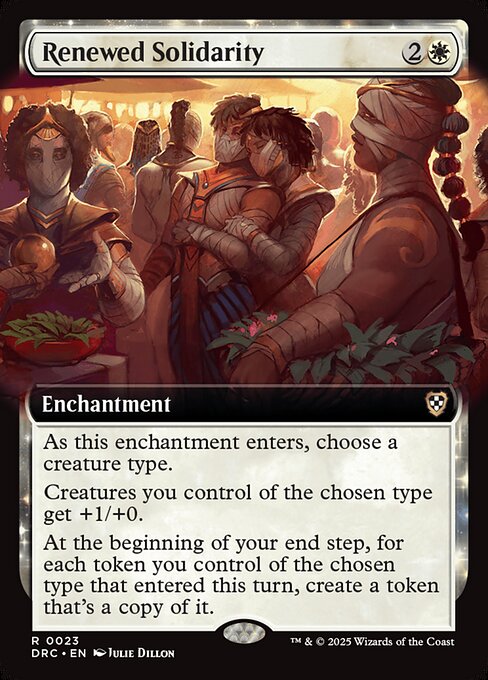 Renewed Solidarity 2
Enchantment
As this enchantment enters, choose a
creature type.
Creatures you control of the chosen type
get +1/+0.
At the beginning of your end step, for
each token you control of the chosen
type that entered this turn, create a token
that's a copy of it.
R 0023
DRC • EN Julie Dillon
™ & © 2025 Wizards of the Coast